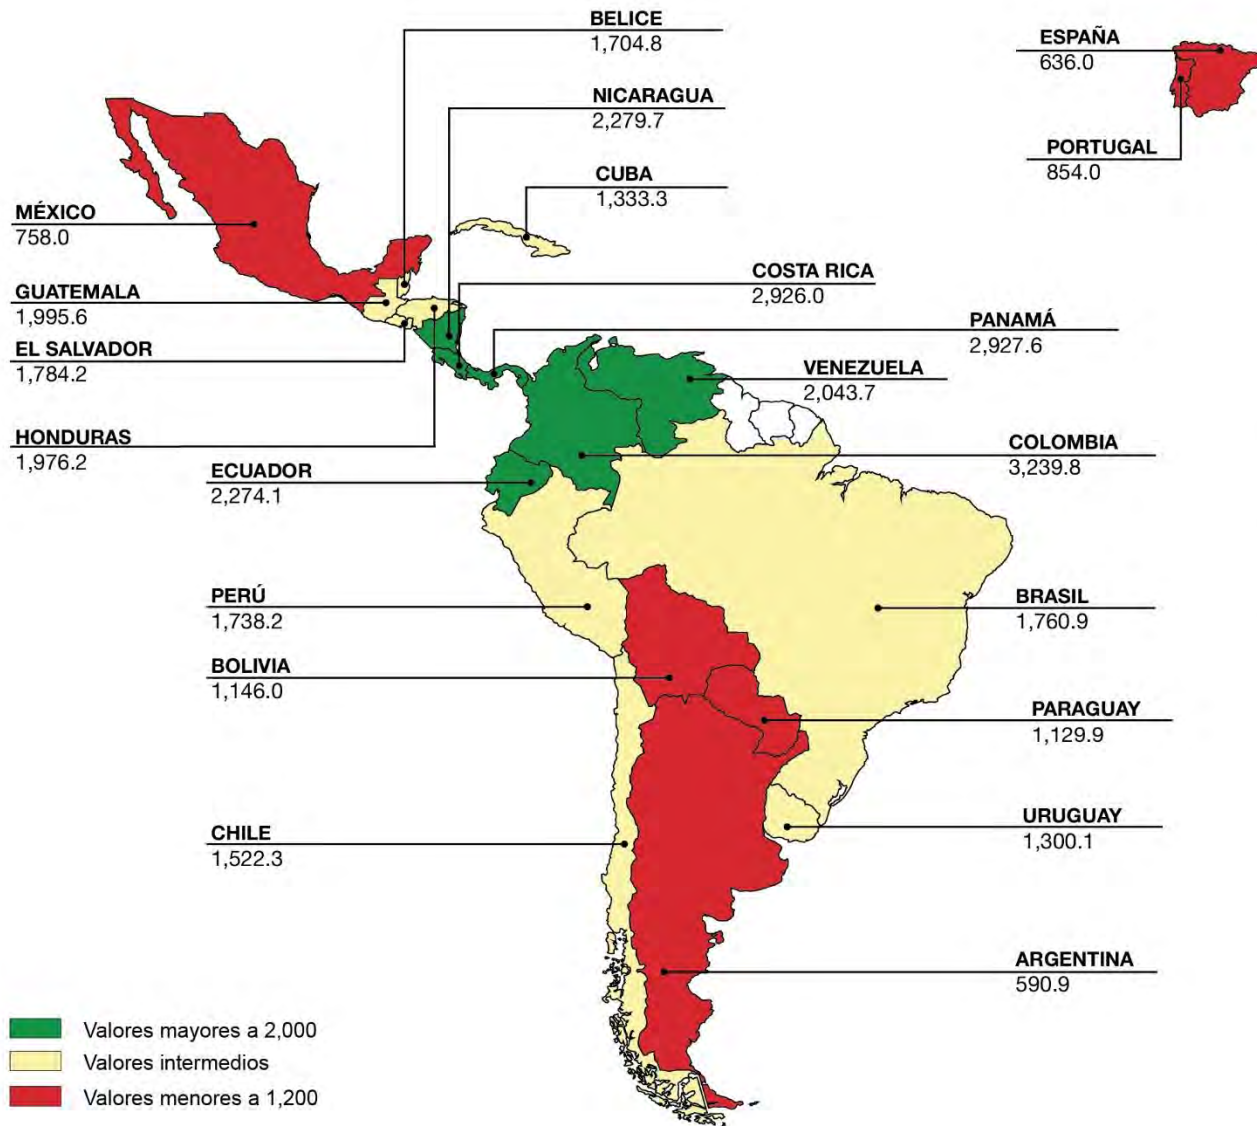 BELICE
1,704.8
ESPAÑA
636.0
NICARAGUA
2,279.7
PORTUGAL
854.0
CUBA
1,333.3
MÉXICO
758.0
COSTA RICA
2,926.0
GUATEMALA
1,995.6
PANAMÁ
2,927.6
EL SALVADOR
1,784.2
VENEZUELA
2,043.7
HONDURAS
1,976.2
COLOMBIA
3,239.8
ECUADOR
2,274.1
PERÚ
1,738.2
BRASIL
1,760.9
BOLIVIA
1,146.0
PARAGUAY
1,129.9
CHILE
1,522.3
URUGUAY
1,300.1
ARGENTINA
590.9
Valores mayores a 2,000
Valores intermedios
Valores menores a 1,200